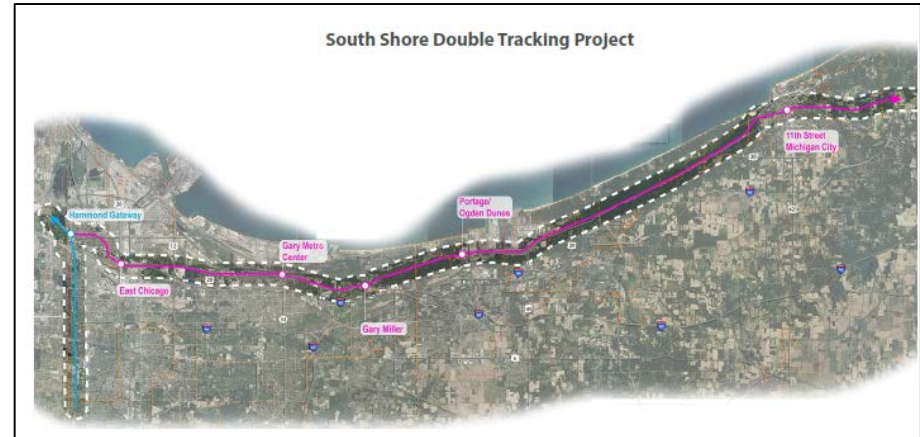 South Shore Double Tracking Project
11th Street
Michigan City
Portage/
Ogden Dunes
Hammond Gateway
Gary Metro
Center
East Chicago
Gary Miller